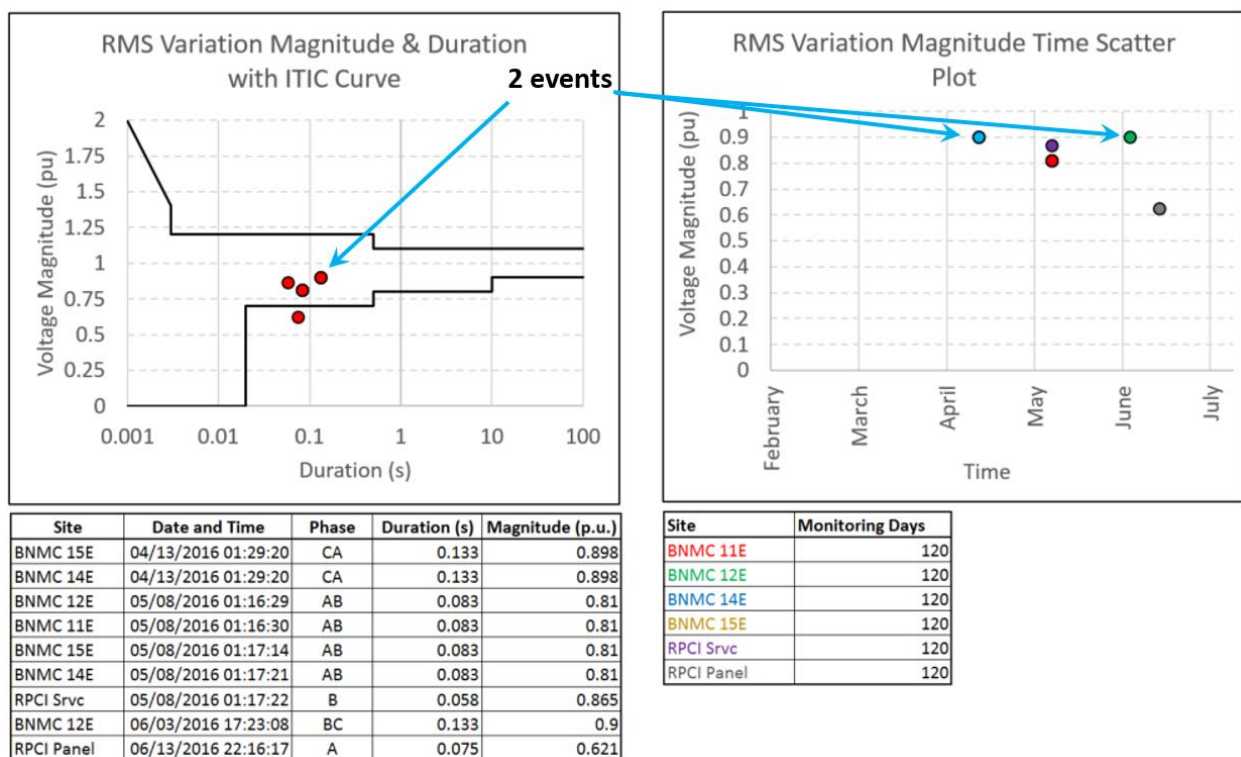 RMS Variation Magnitude & Duration
with ITIC Curve
2 events
Voltage Magnitude (pu)
2
1.75
1.5
1.25
1
0.75
0.5
0.25
0
0.001 0.01 0.1 1 10 100
Duration (s)
RMS Variation Magnitude Time Scatter
Plot
Voltage Magnitude (pu)
1
0.9
0.8
0.7
0.6
0.5
0.4
0.3
0.2
0.1
0
February March April May June July
Time
Site Date and Time Phase Duration (s) Magnitude (p.u.)
BNMC 15E 04/13/2016 01:29:20 CA 0.133 0.898
BNMC 14E 04/13/2016 01:29:20 CA 0.133 0.898
BNMC 12E 05/08/2016 01:16:29 AB 0.083 0.81
BNMC 11E 05/08/2016 01:16:30 AB 0.083 0.81
BNMC 15E 05/08/2016 01:17:14 AB 0.083 0.81
BNMC 14E 05/08/2016 01:17:21 AB 0.083 0.81
RPCI Srvc 05/08/2016 01:17:22 B 0.058 0.865
BNMC 12E 06/03/2016 17:23:08 BC 0.133 0.9
RPCI Panel 06/13/2016 22:16:17 A 0.075 0.621
Site Monitoring Days
BNMC 11E 120
BNMC 12E 120
BNMC 14E 120
BNMC 15E 120
RPCI Srvc 120
RPCI Panel 120